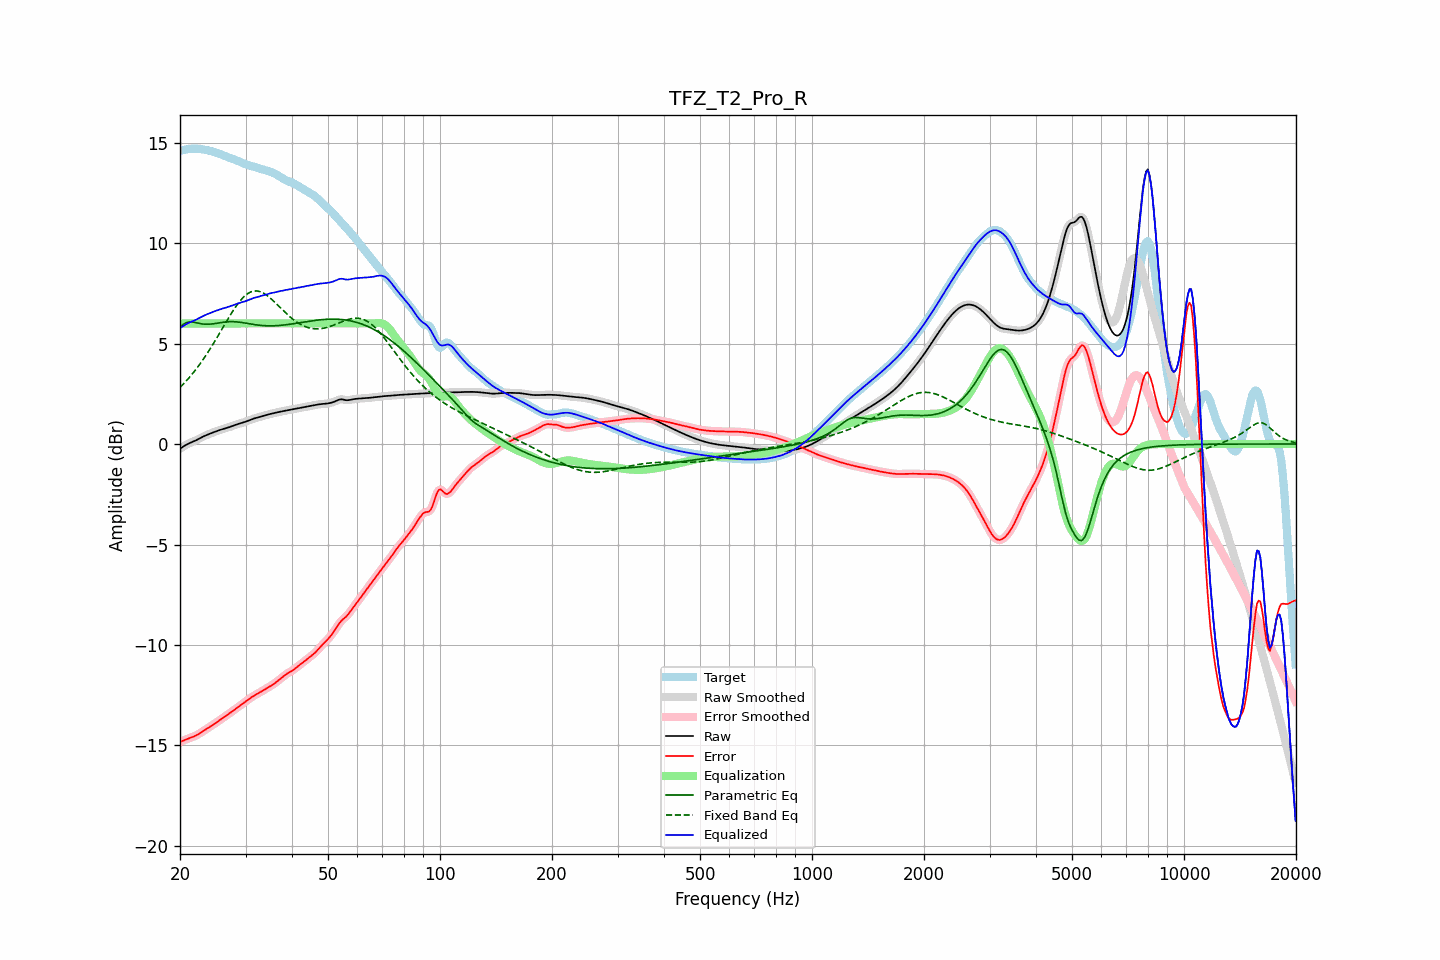 TFZ_T2_Pro_R
15
10
5
0
−5
−10
−15
−20
Amplitude (dBr)
20
50
100
200
500
1000
2000
5000
10000
20000
Frequency (Hz)
Target
Raw Smoothed
Error Smoothed
Raw
Error
Equalization
Parametric Eq
Fixed Band Eq
Equalized